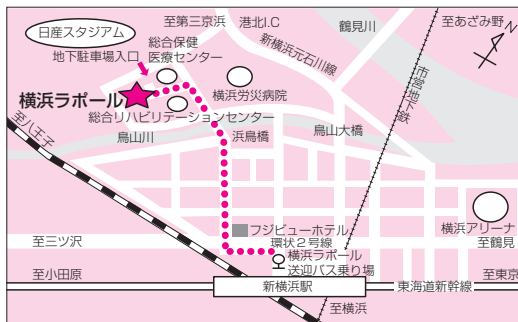 至第三京浜
港北I.C
鶴見川
至あざみ野
日産スタジアム
地下駐車場入口
総合保健
医療センター
新横浜元石川線
市営地下鉄
横浜ラポール
横浜労災病院
総合リハビリテーションセンター
至八王子
鳥山川
浜鳥橋
鳥山大橋
N
フジビューホテル
環状2号線
横浜アリーナ
至鶴見
至三ツ沢
横浜ラポール
送迎バス乗り場
至小田原
至東京
新横浜駅
東海道新幹線
至横浜